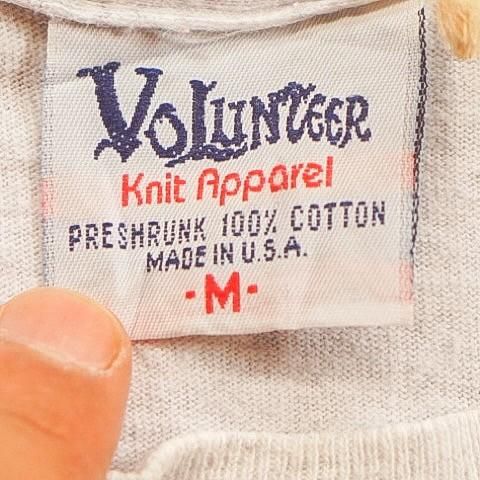 VOLUNTEER
Knit Apparel
PRESHRUNK 100% COTTON
MADE IN U.S.A.
·M·